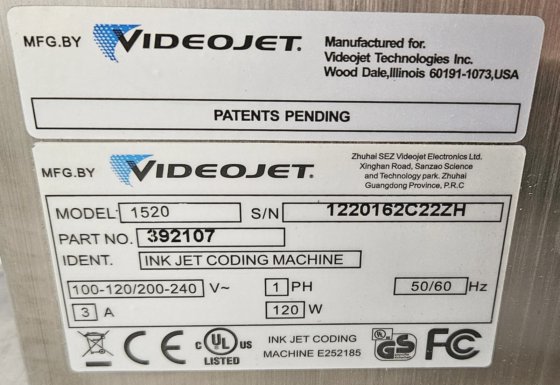 MFG.BY VIDEOJET. Manufactured for.
Videojet Technologies Inc.
Wood Dale,Illinois 60191-1073,USA
PATENTS PENDING
MFG.BY VIDEOJET. Zhuhai SEZ Videojet Electronics Ltd.
Xinghan Road, Sanzao Science
and Technology park. Zhuhai
Guangdong Province, P.R.C
MODEL 1520 S/N 1220162C22ZH
PART NO. 392107
IDENT. INK JET CODING MACHINE
100-120/200-240 V~ 1 PH 50/60 Hz
3 A 120 W
CE c UL US LISTED INK JET CODING
MACHINE E252185 GS FC